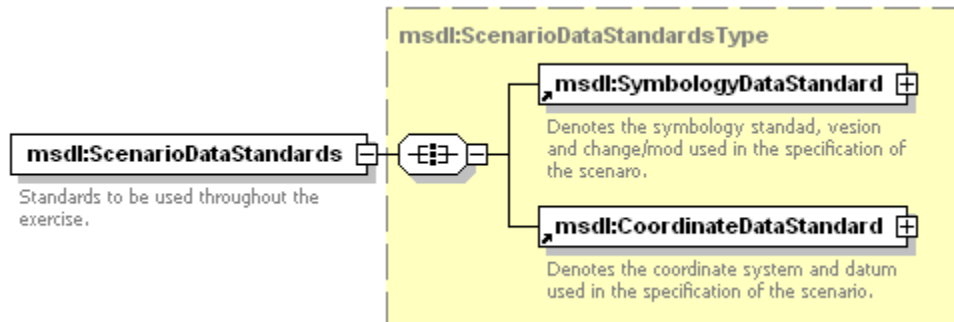 msdl:ScenarioDataStandardsType
msdl:SymbologyDataStandard
Denotes the symbology standad, vesion
and change/mod used in the specification of
the scenaro.
msdl:ScenarioDataStandards
Standards to be used throughout the
exercise.
msdl:CoordinateDataStandard
Denotes the coordinate system and datum
used in the specification of the scenario.